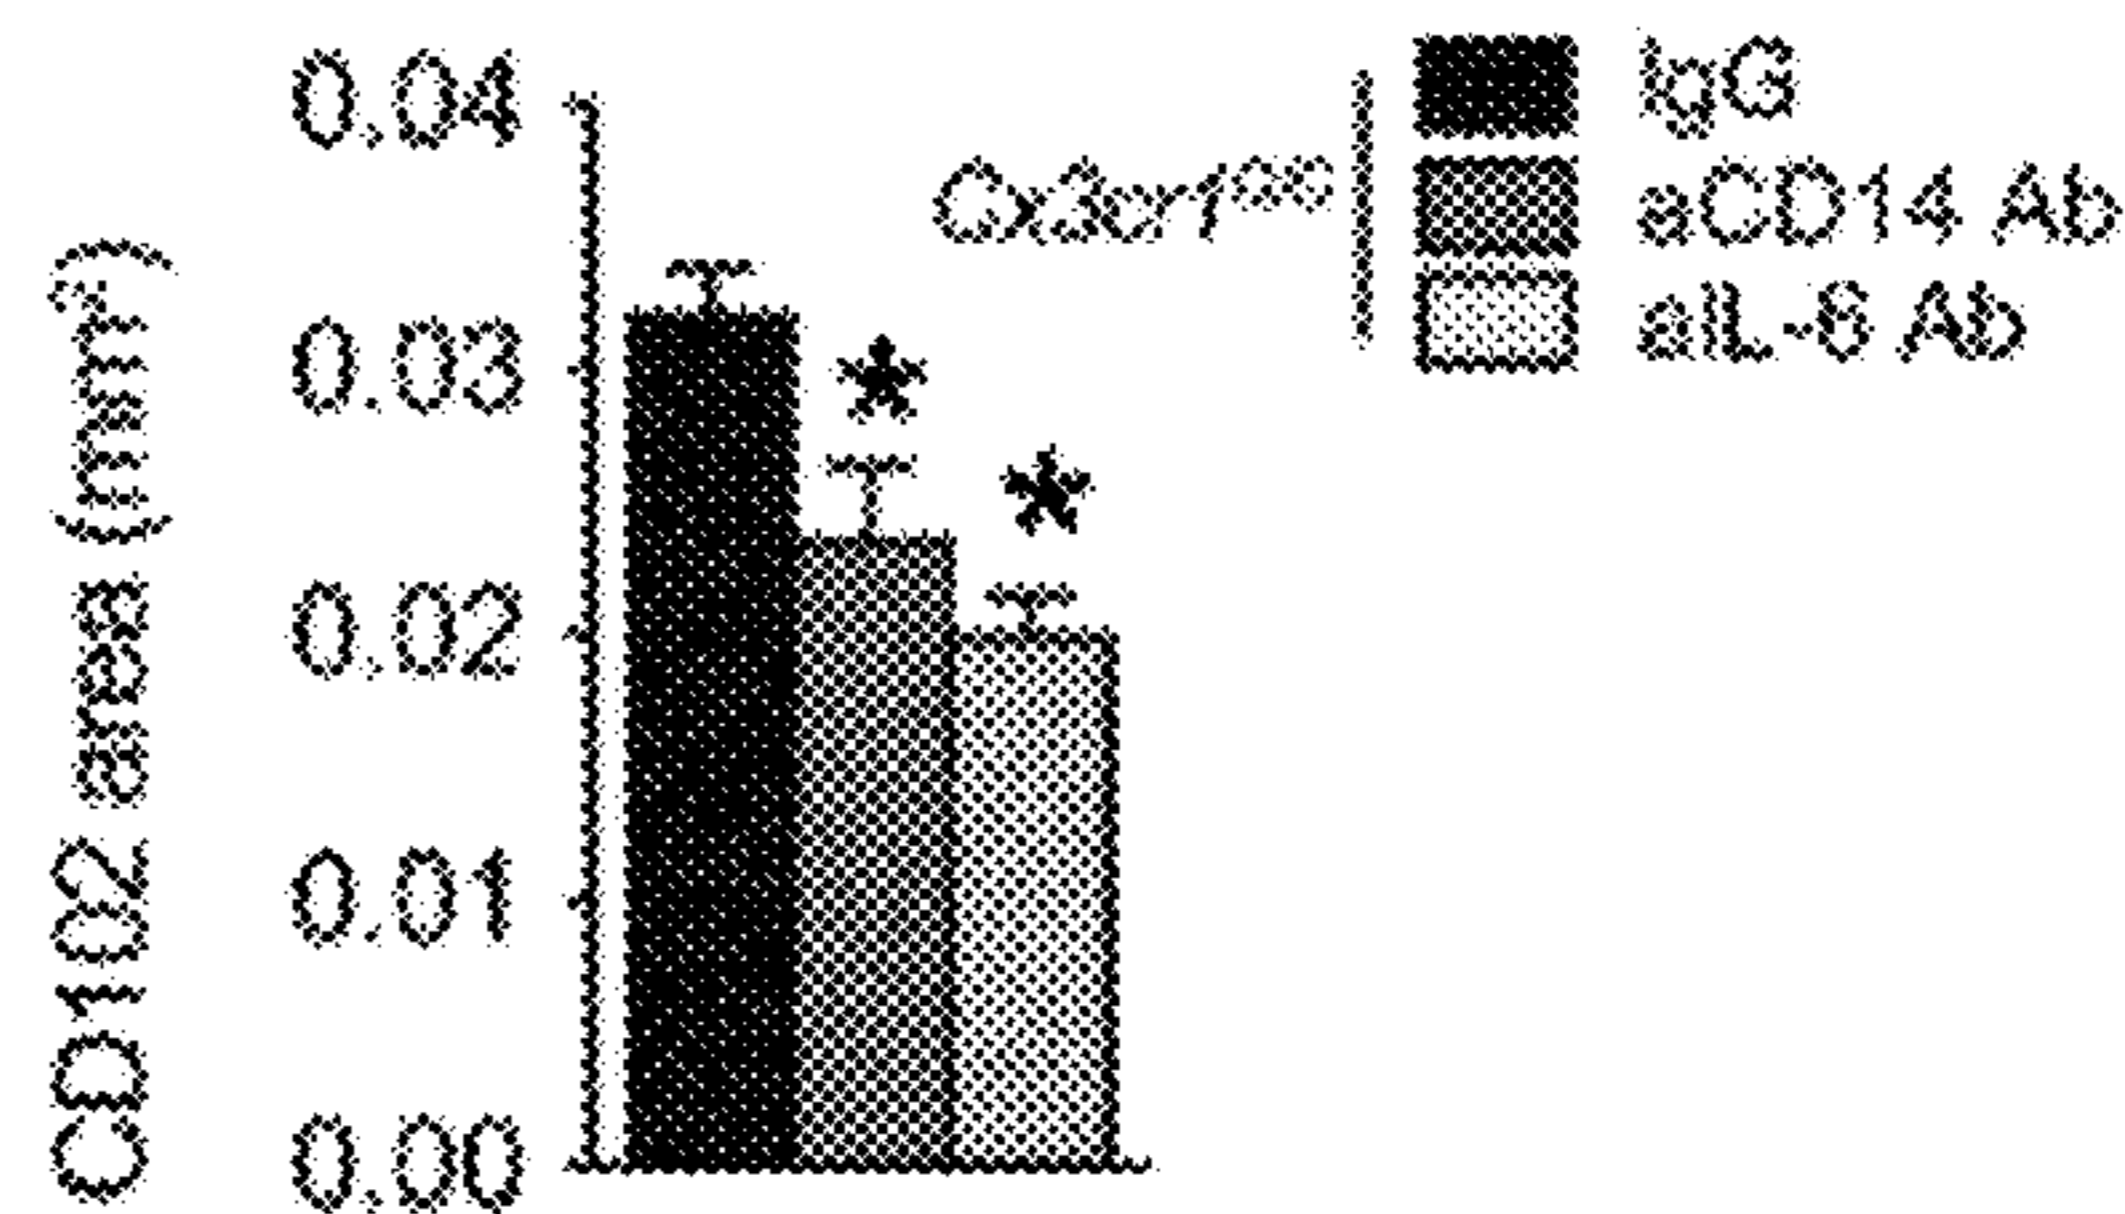 CD102 area (mm²)
0.04
0.03
0.02
0.01
0.00
Cx3cr1
IgG
aCD14 Ab
aIL-6 Ab
*
*